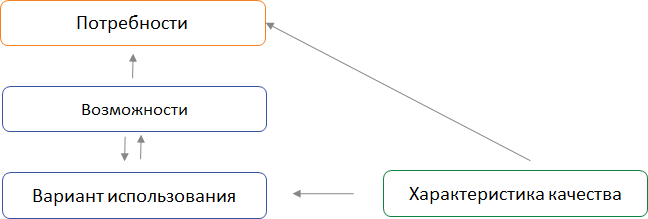 Потребности
Возможности
Вариант использования
Характеристика качества